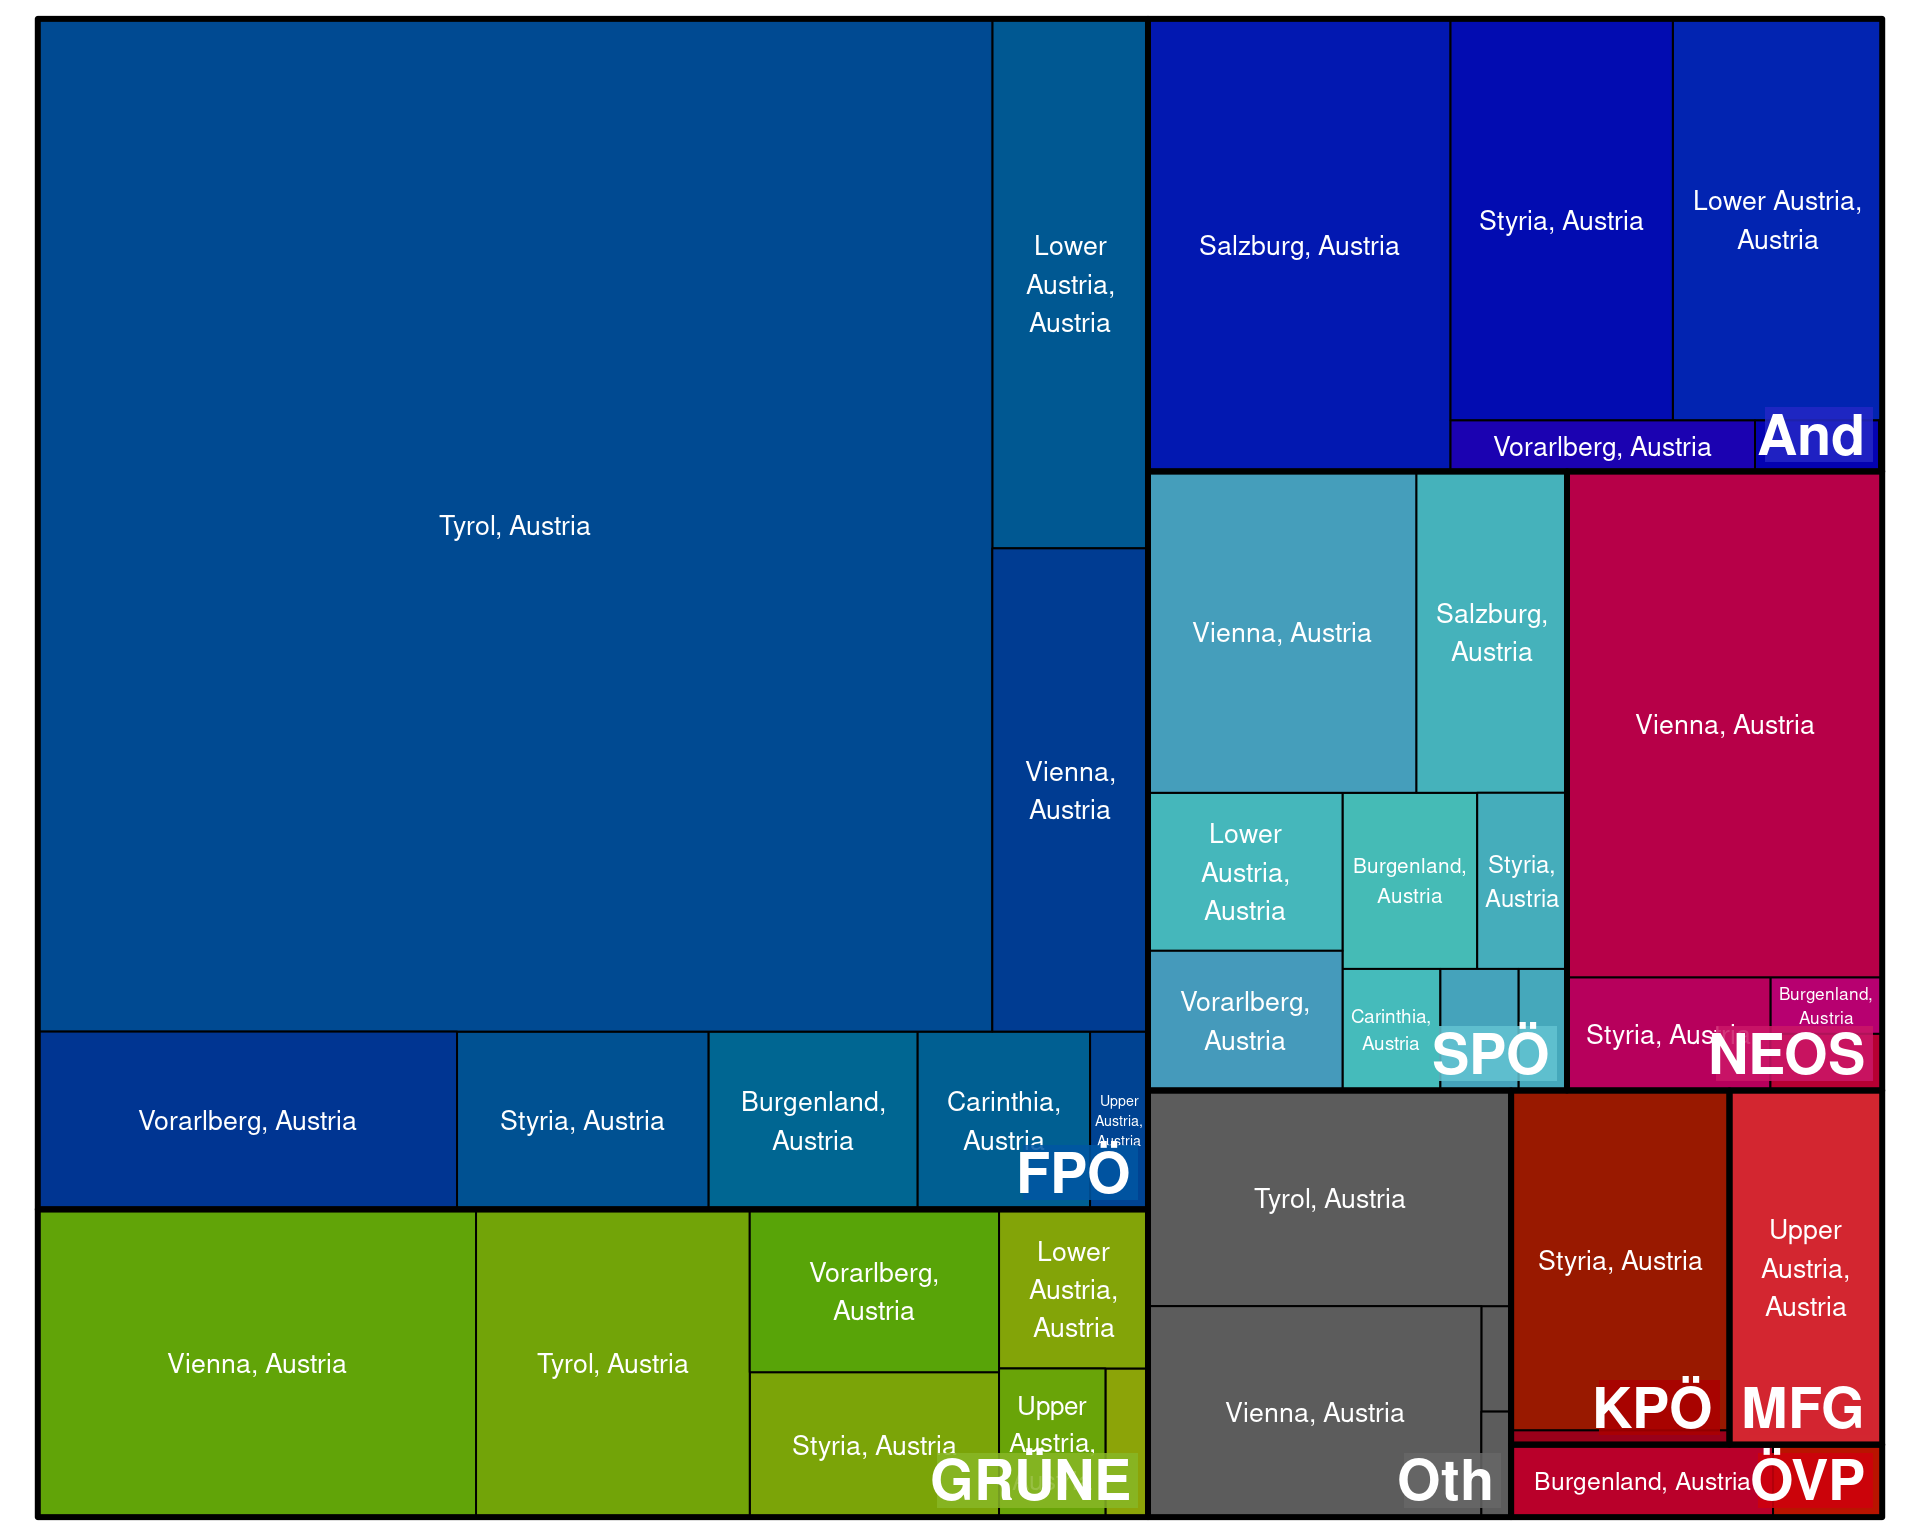 Tyrol, Austria
Lower
Austria,
Austria
Vienna,
Austria
Vorarlberg, Austria
Styria, Austria
Burgenland,
Austria
Carinthia,
Austria
Upper
Austria,
Austria
FPÖ
Vienna, Austria
Tyrol, Austria
Vorarlberg,
Austria
Styria, Austria
Lower
Austria,
Austria
Upper
Austria,
GRÜNE
Salzburg, Austria
Styria, Austria
Lower Austria,
Austria
Vorarlberg, Austria
And
Vienna, Austria
Salzburg,
Austria
Lower
Austria,
Austria
Burgenland,
Austria
Styria,
Austria
Vorarlberg,
Austria
Carinthia,
Austria
SPÖ
Vienna, Austria
Styria, Austria
Burgenland,
Austria
NEOS
Tyrol, Austria
Vienna, Austria
Oth
Styria, Austria
KPÖ
Upper
Austria,
Austria
MFG
Burgenland, Austria
ÖVP